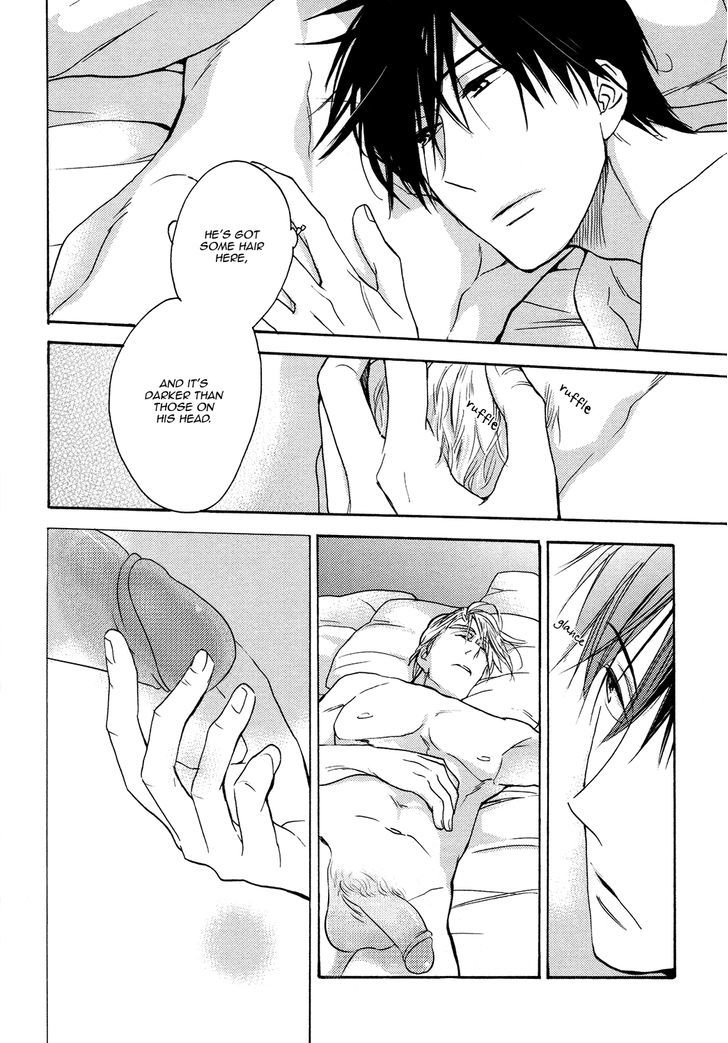 HE'S GOT
SOME HAIR
HERE,
AND IT'S
DARKER THAN
THOSE ON
HIS HEAD.
ruffle
ruffle
glance